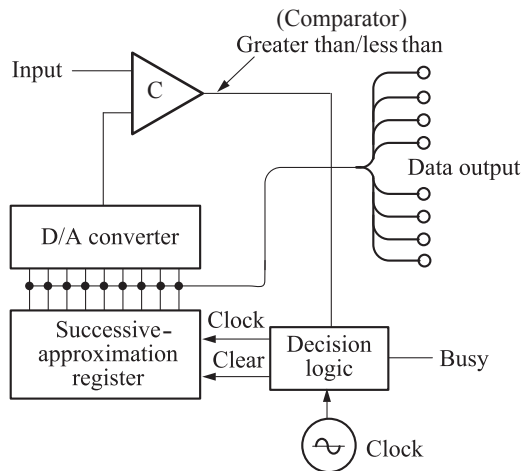 (Comparator)
Greater than/less than
Input
C
Data output
D/A converter
Successive-
approximation
register
Clock
Clear
Decision
logic
Busy
Clock